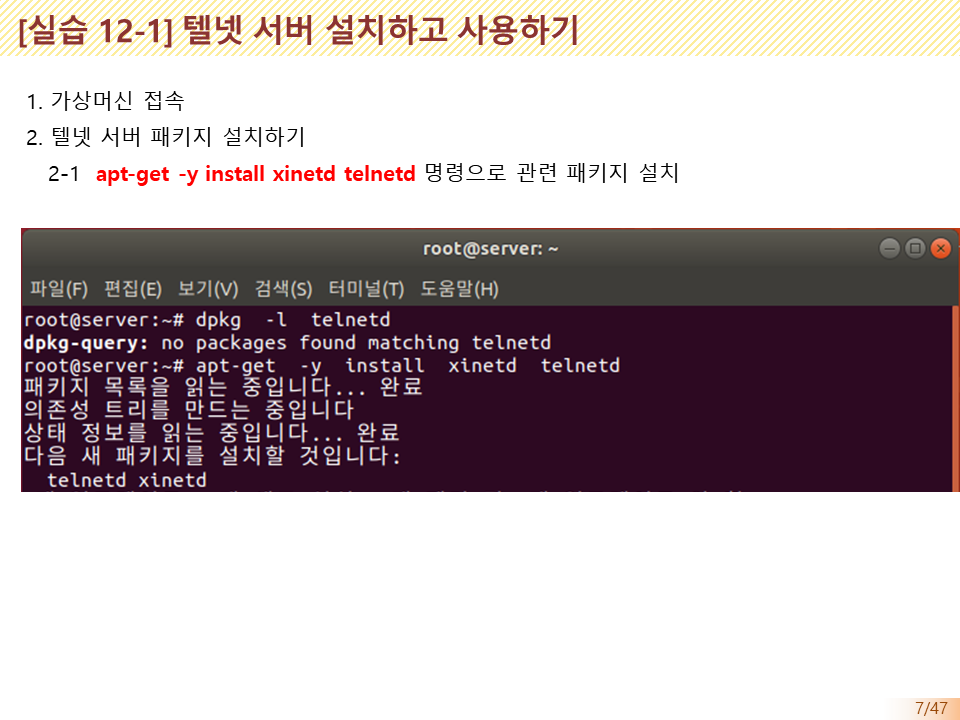 [실습 12-1] 텔넷 서버 설치하고 사용하기
1. 가상머신 접속
2. 텔넷 서버 패키지 설치하기
2-1 apt-get -y install xinetd telnetd 명령으로 관련 패키지 설치
root@server: ~
파일(F) 편집(E) 보기(V) 검색(S) 터미널(T) 도움말(H)
root@server:~# dpkg -l telnetd
dpkg-query: no packages found matching telnetd
root@server:~# apt-get -y install xinetd telnetd
패키지 목록을 읽는 중입니다... 완료
의존성 트리를 만드는 중입니다
상태 정보를 읽는 중입니다... 완료
다음 새 패키지를 설치할 것입니다:
telnetd xinetd
7/47